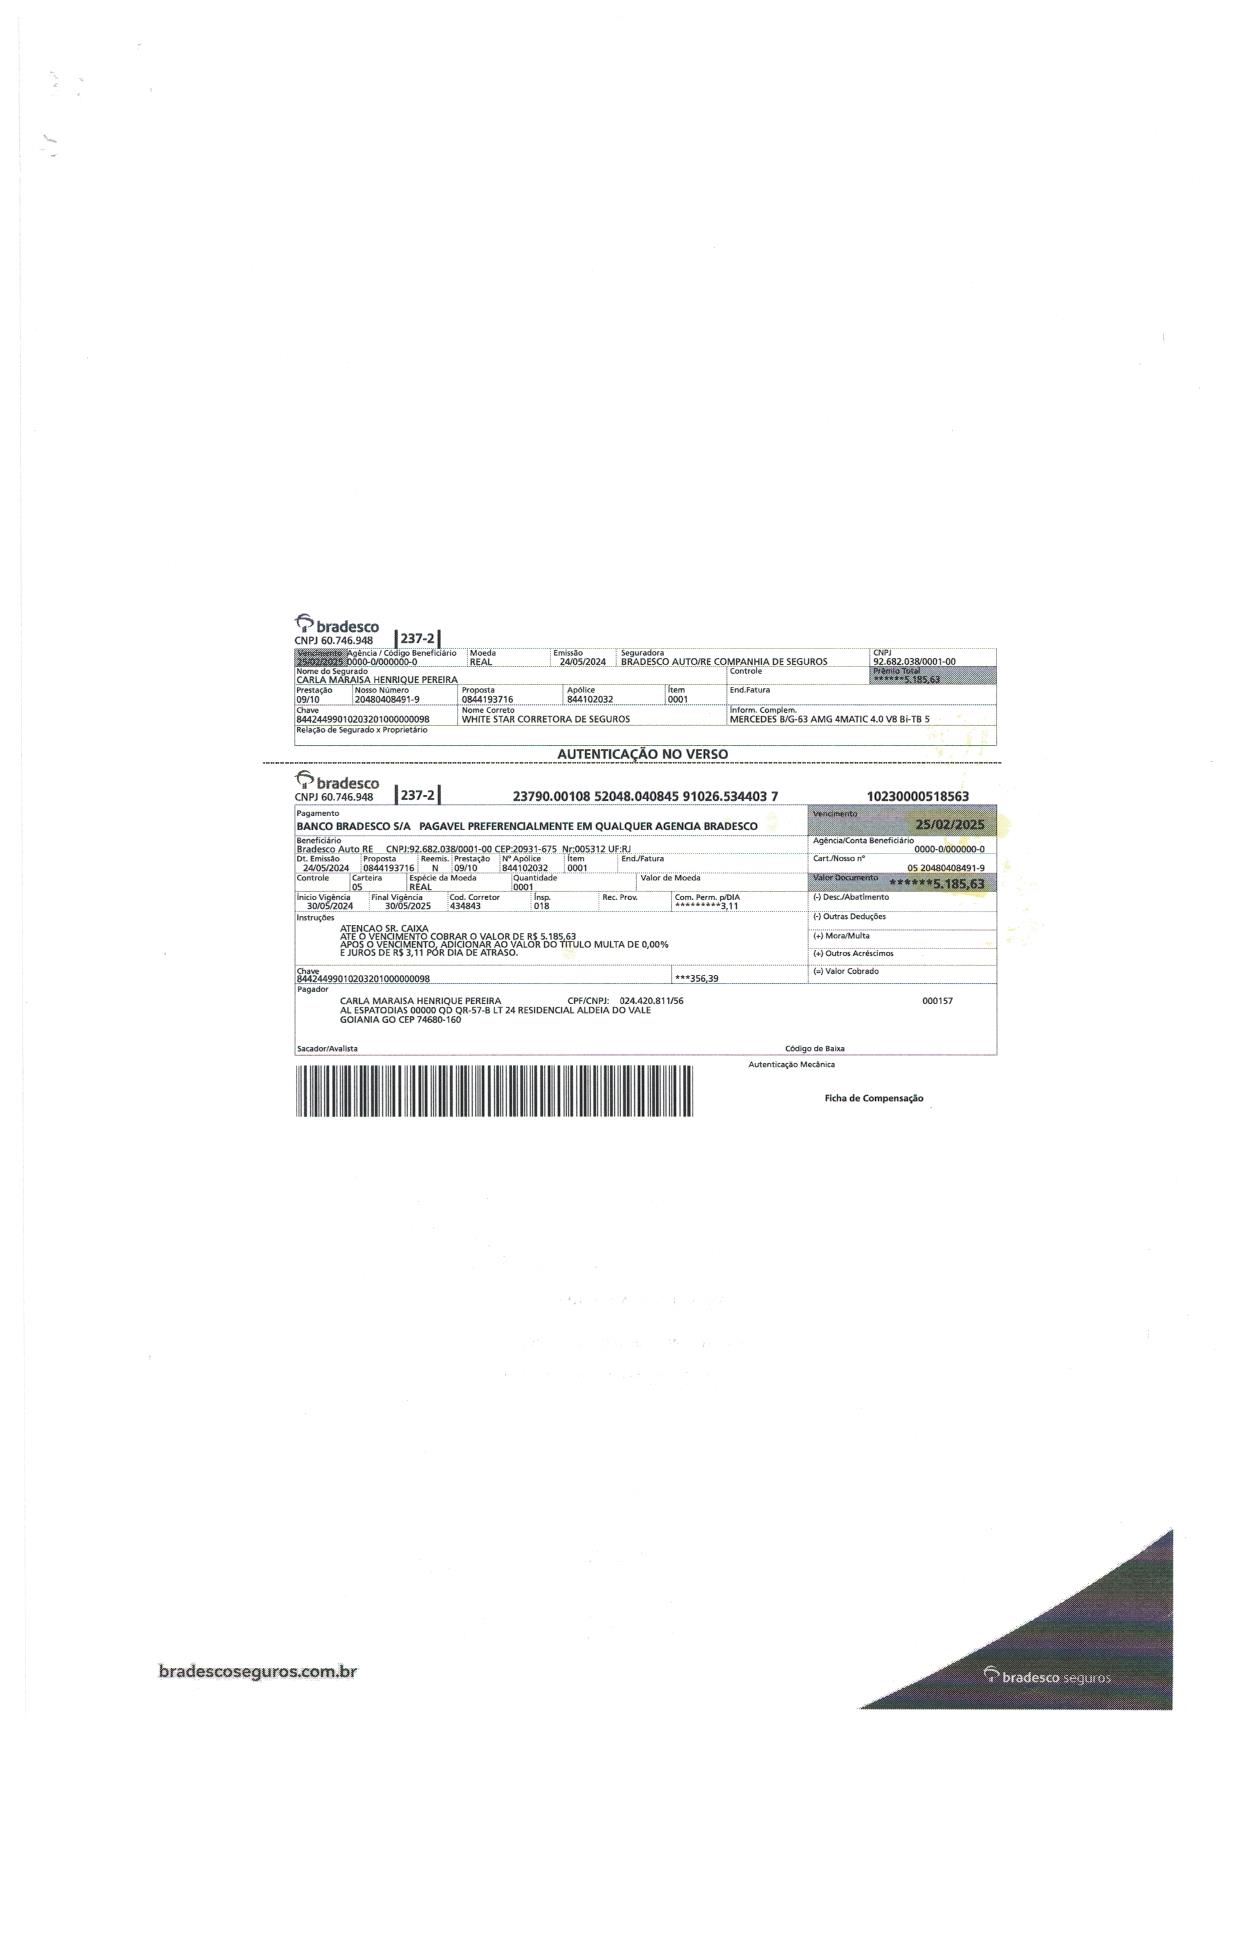 bradesco
CNPJ 60.746.948 237-2
Vencimento Agência / Código Beneficiário Moeda Emissão Seguradora CNPJ
25/02/2025 0000-0/000000-0 REAL 24/05/2024 BRADESCO AUTO/RE COMPANHIA DE SEGUROS 92.682.038/0001-00
Nome do Segurado Controle Prêmio Total
CARLA MARAISA HENRIQUE PEREIRA ******5.185,63
Prestação Nosso Número Proposta Apólice Ítem End.Fatura
09/10 20480408491-9 0844193716 844102032 0001
Chave Nome Correto Inform. Complem.
84424499010203201000000098 WHITE STAR CORRETORA DE SEGUROS MERCEDES B/G-63 AMG 4MATIC 4.0 V8 Bi-TB 5
Relação de Segurado x Proprietário
AUTENTICAÇÃO NO VERSO
bradesco
CNPJ 60.746.948 237-2 23790.00108 52048.040845 91026.534403 7 10230000518563
Pagamento Vencimento
BANCO BRADESCO S/A PAGAVEL PREFERENCIALMENTE EM QUALQUER AGENCIA BRADESCO 25/02/2025
Beneficiário Agência/Conta Beneficiário
Bradesco Auto RE CNPJ:92.682.038/0001-00 CEP:20931-675 Nr:005312 UF:RJ 0000-0/000000-0
Dt. Emissão Proposta Reemis. Prestação Nº Apólice Ítem End/Fatura Cart./Nosso nº
24/05/2024 0844193716 N 09/10 844102032 0001 05 20480408491-9
Controle Carteira Espécie da Moeda Quantidade Valor de Moeda Valor Documento
05 REAL 0001 ******5.185,63
Início Vigência Final Vigência Cod. Corretor Insp. Rec. Prov. Com. Perm. p/DIA (-) Desc./Abatimento
30/05/2024 30/05/2025 434843 018 *********3,11
Instruções (-) Outras Deduções
ATENCAO SR. CAIXA
ATE O VENCIMENTO COBRAR O VALOR DE R$ 5.185,63 (+) Mora/Multa
APOS O VENCIMENTO, ADICIONAR AO VALOR DO TITULO MULTA DE 0,00%
E JUROS DE R$ 3,11 POR DIA DE ATRASO. (+) Outros Acréscimos
Chave (=) Valor Cobrado
84424499010203201000000098 ***356,39
Pagador
CARLA MARAISA HENRIQUE PEREIRA CPF/CNPJ: 024.420.811/56 000157
AL ESPATODIAS 00000 QD QR-57-B LT 24 RESIDENCIAL ALDEIA DO VALE
GOIANIA GO CEP 74680-160
Sacador/Avalista Código de Baixa
Autenticação Mecânica
Ficha de Compensação
bradescoseguros.com.br
bradesco seguros